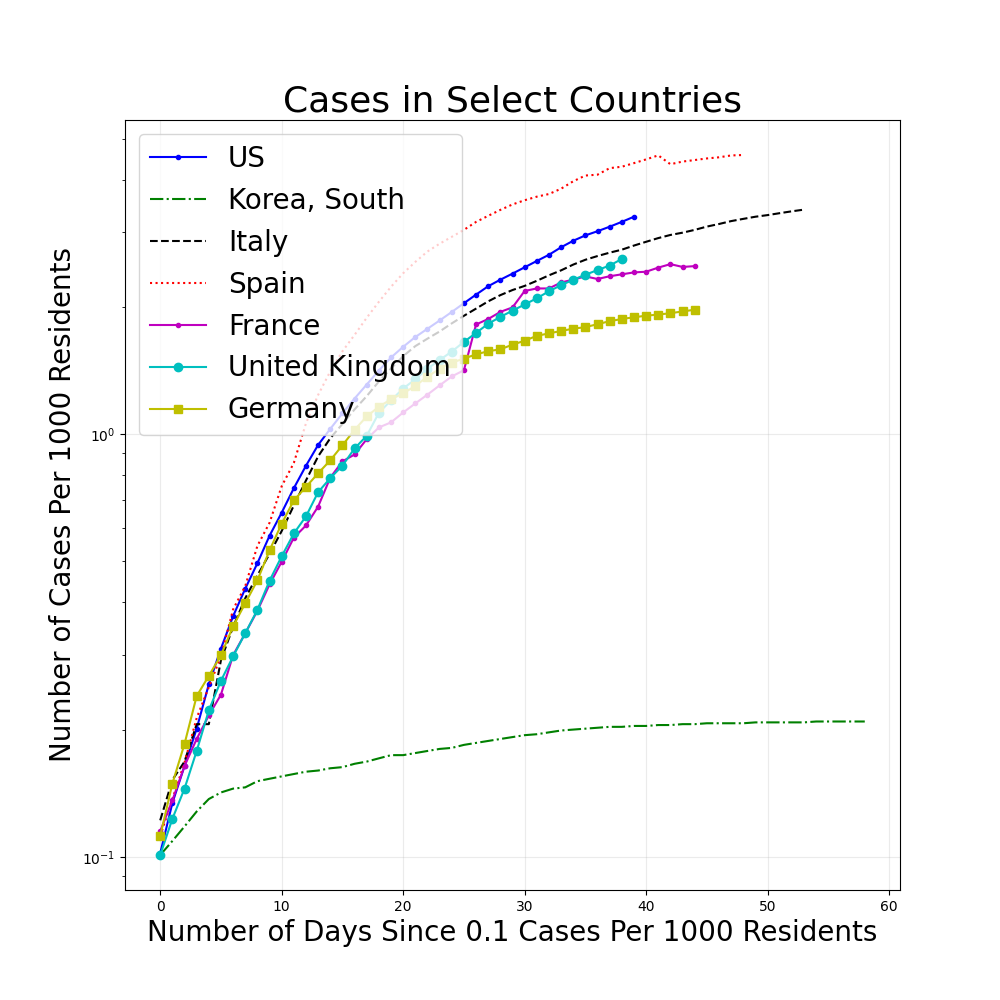 Cases in Select Countries
US
Korea, South
Italy
Spain
France
United Kingdom
Germany
Number of Cases Per 1000 Residents
10⁰
10⁻¹
0 10 20 30 40 50 60
Number of Days Since 0.1 Cases Per 1000 Residents